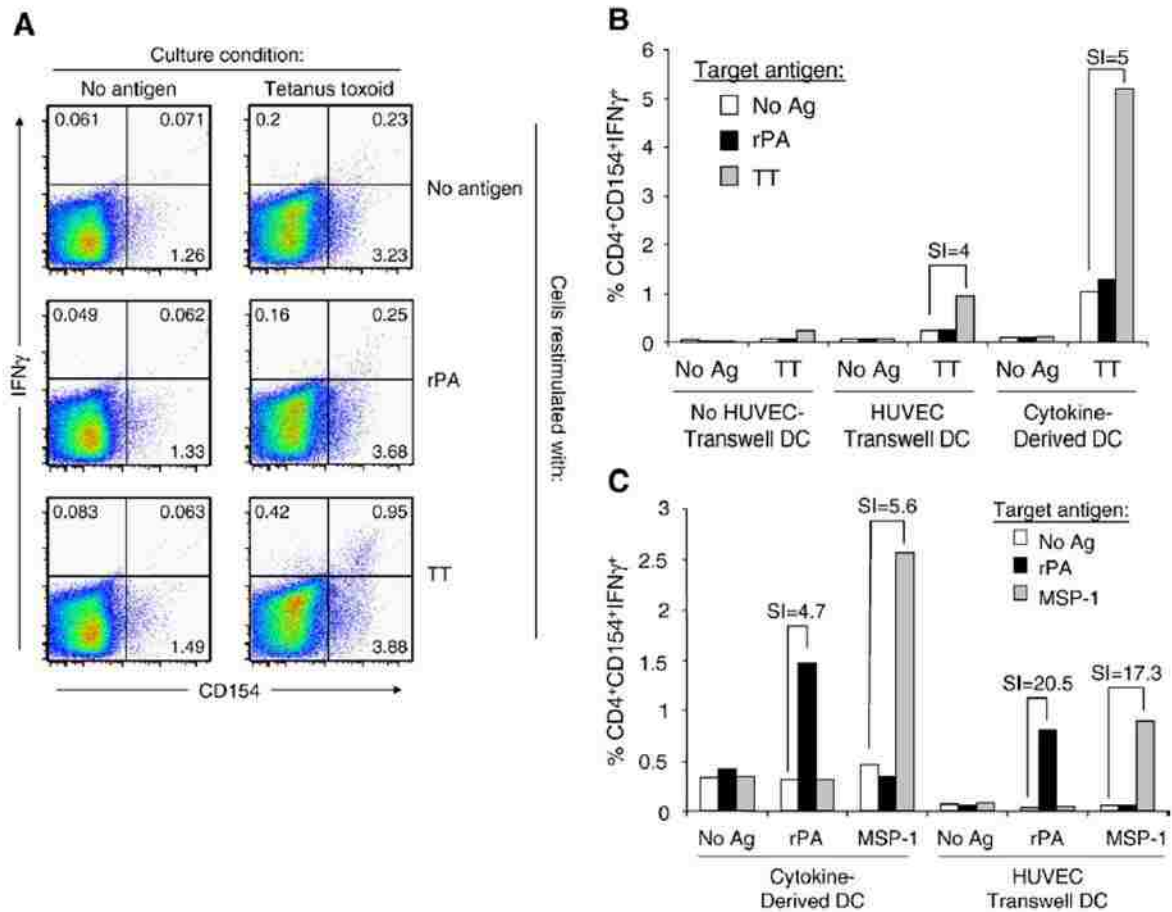 A
Culture condition:
No antigen Tetanus toxoid
0.061 0.071 0.2 0.23
No antigen
1.26 3.23
0.049 0.062 0.16 0.25
rPA
1.33 3.68
0.083 0.063 0.42 0.95
TT
1.49 3.88
IFNγ
CD154
Cells restimulated with:
B
% CD4⁺CD154⁺IFNγ⁺
6
5
4
3
2
1
0
Target antigen:
No Ag
rPA
TT
SI=4
SI=5
No Ag TT No Ag TT No Ag TT
No HUVEC- HUVEC Cytokine-
Transwell DC Transwell DC Derived DC
C
% CD4⁺CD154⁺IFNγ⁺
3
2.5
2
1.5
1
0.5
0
Target antigen:
No Ag
rPA
MSP-1
SI=4.7
SI=5.6
SI=20.5
SI=17.3
No Ag rPA MSP-1 No Ag rPA MSP-1
Cytokine- HUVEC
Derived DC Transwell DC